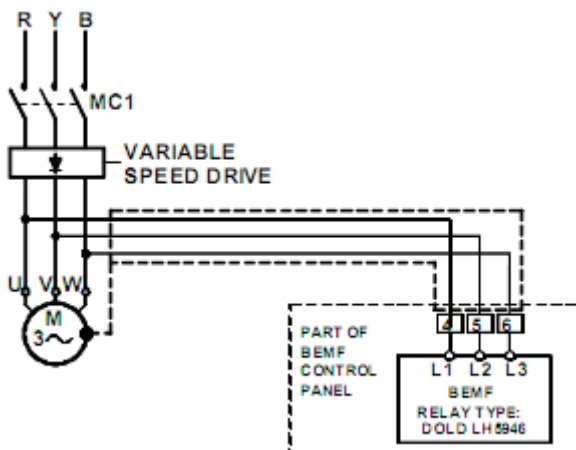 R Y B
MC1
VARIABLE
SPEED DRIVE
U V W
M
3~
4 5 6
PART OF
BEMF
CONTROL
PANEL
L1 L2 L3
BEMF
RELAY TYPE:
DOLD LH5946